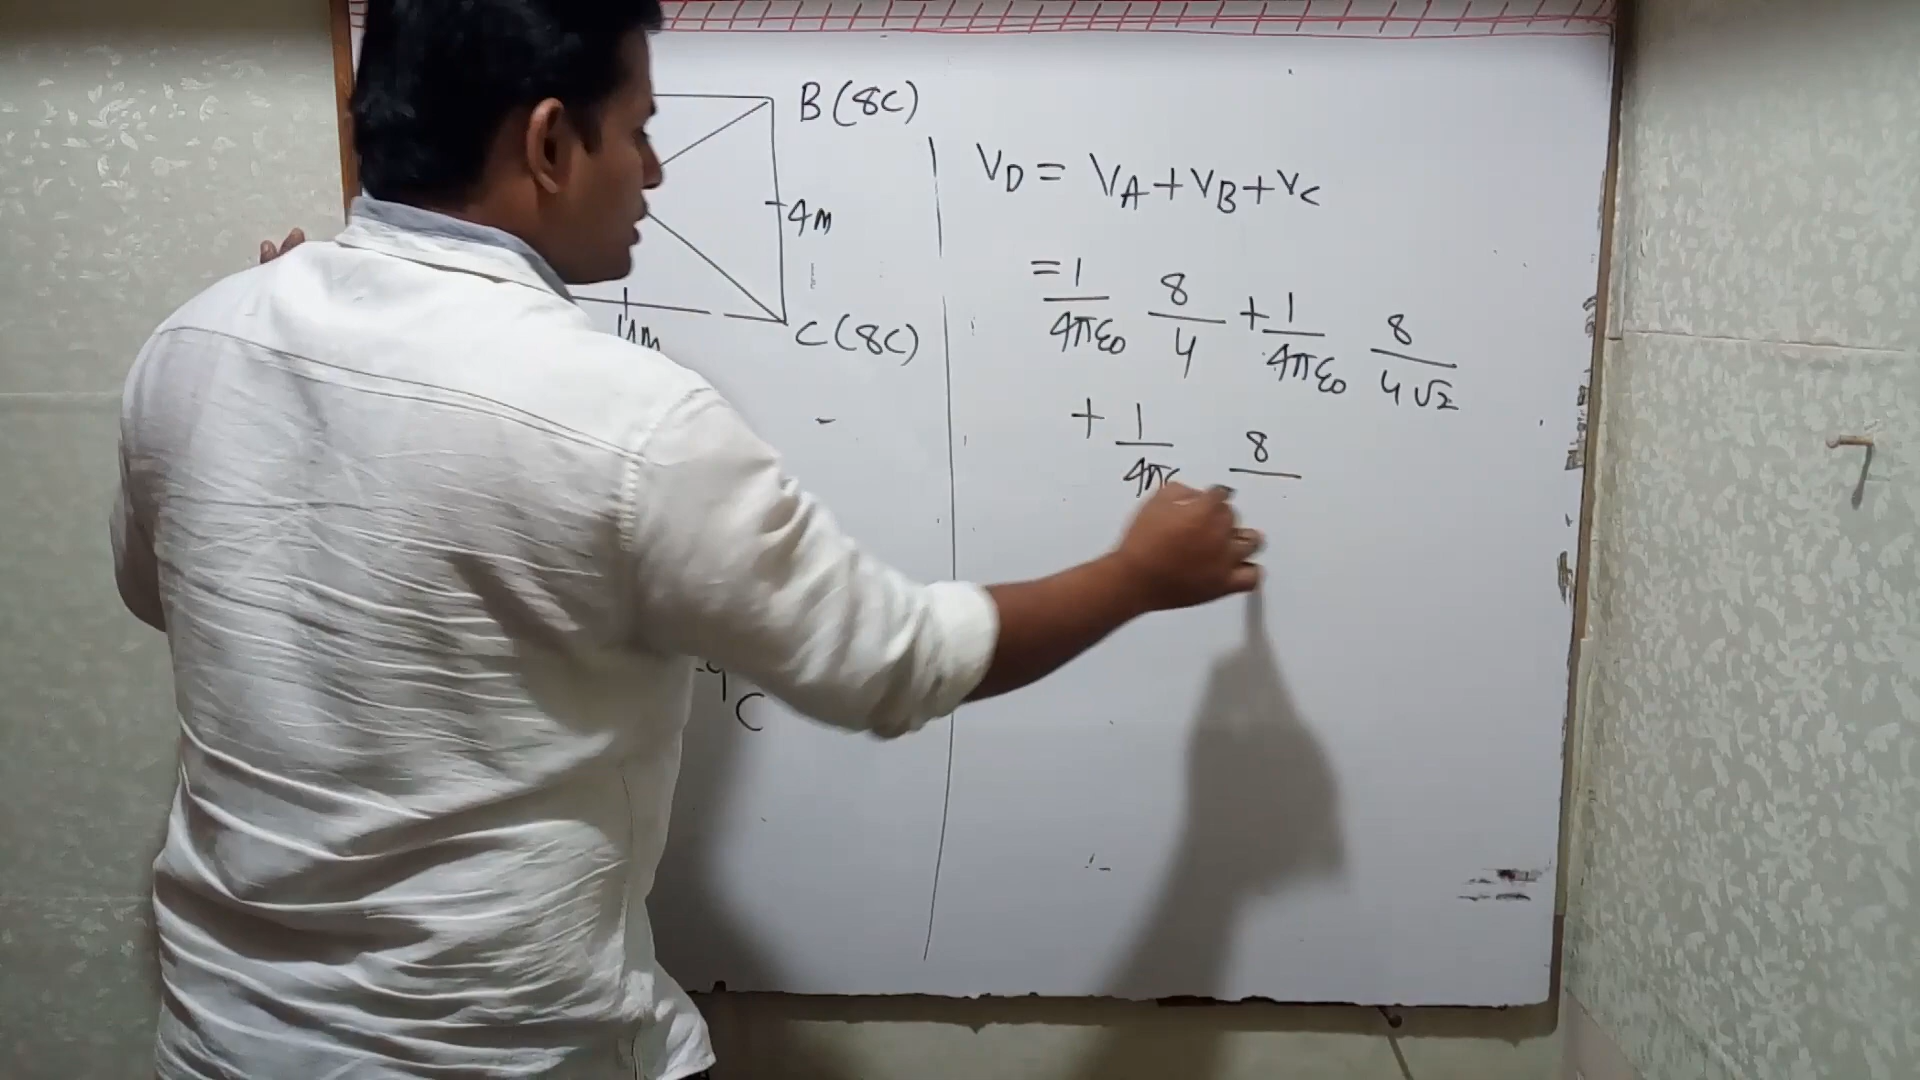 B (8C)
4m
C (8C)
4m
C
V_D = V_A + V_B + V_C
= 1/4πε₀ 8/4 + 1/4πε₀ 8/4√2
+ 1/4πε 8/